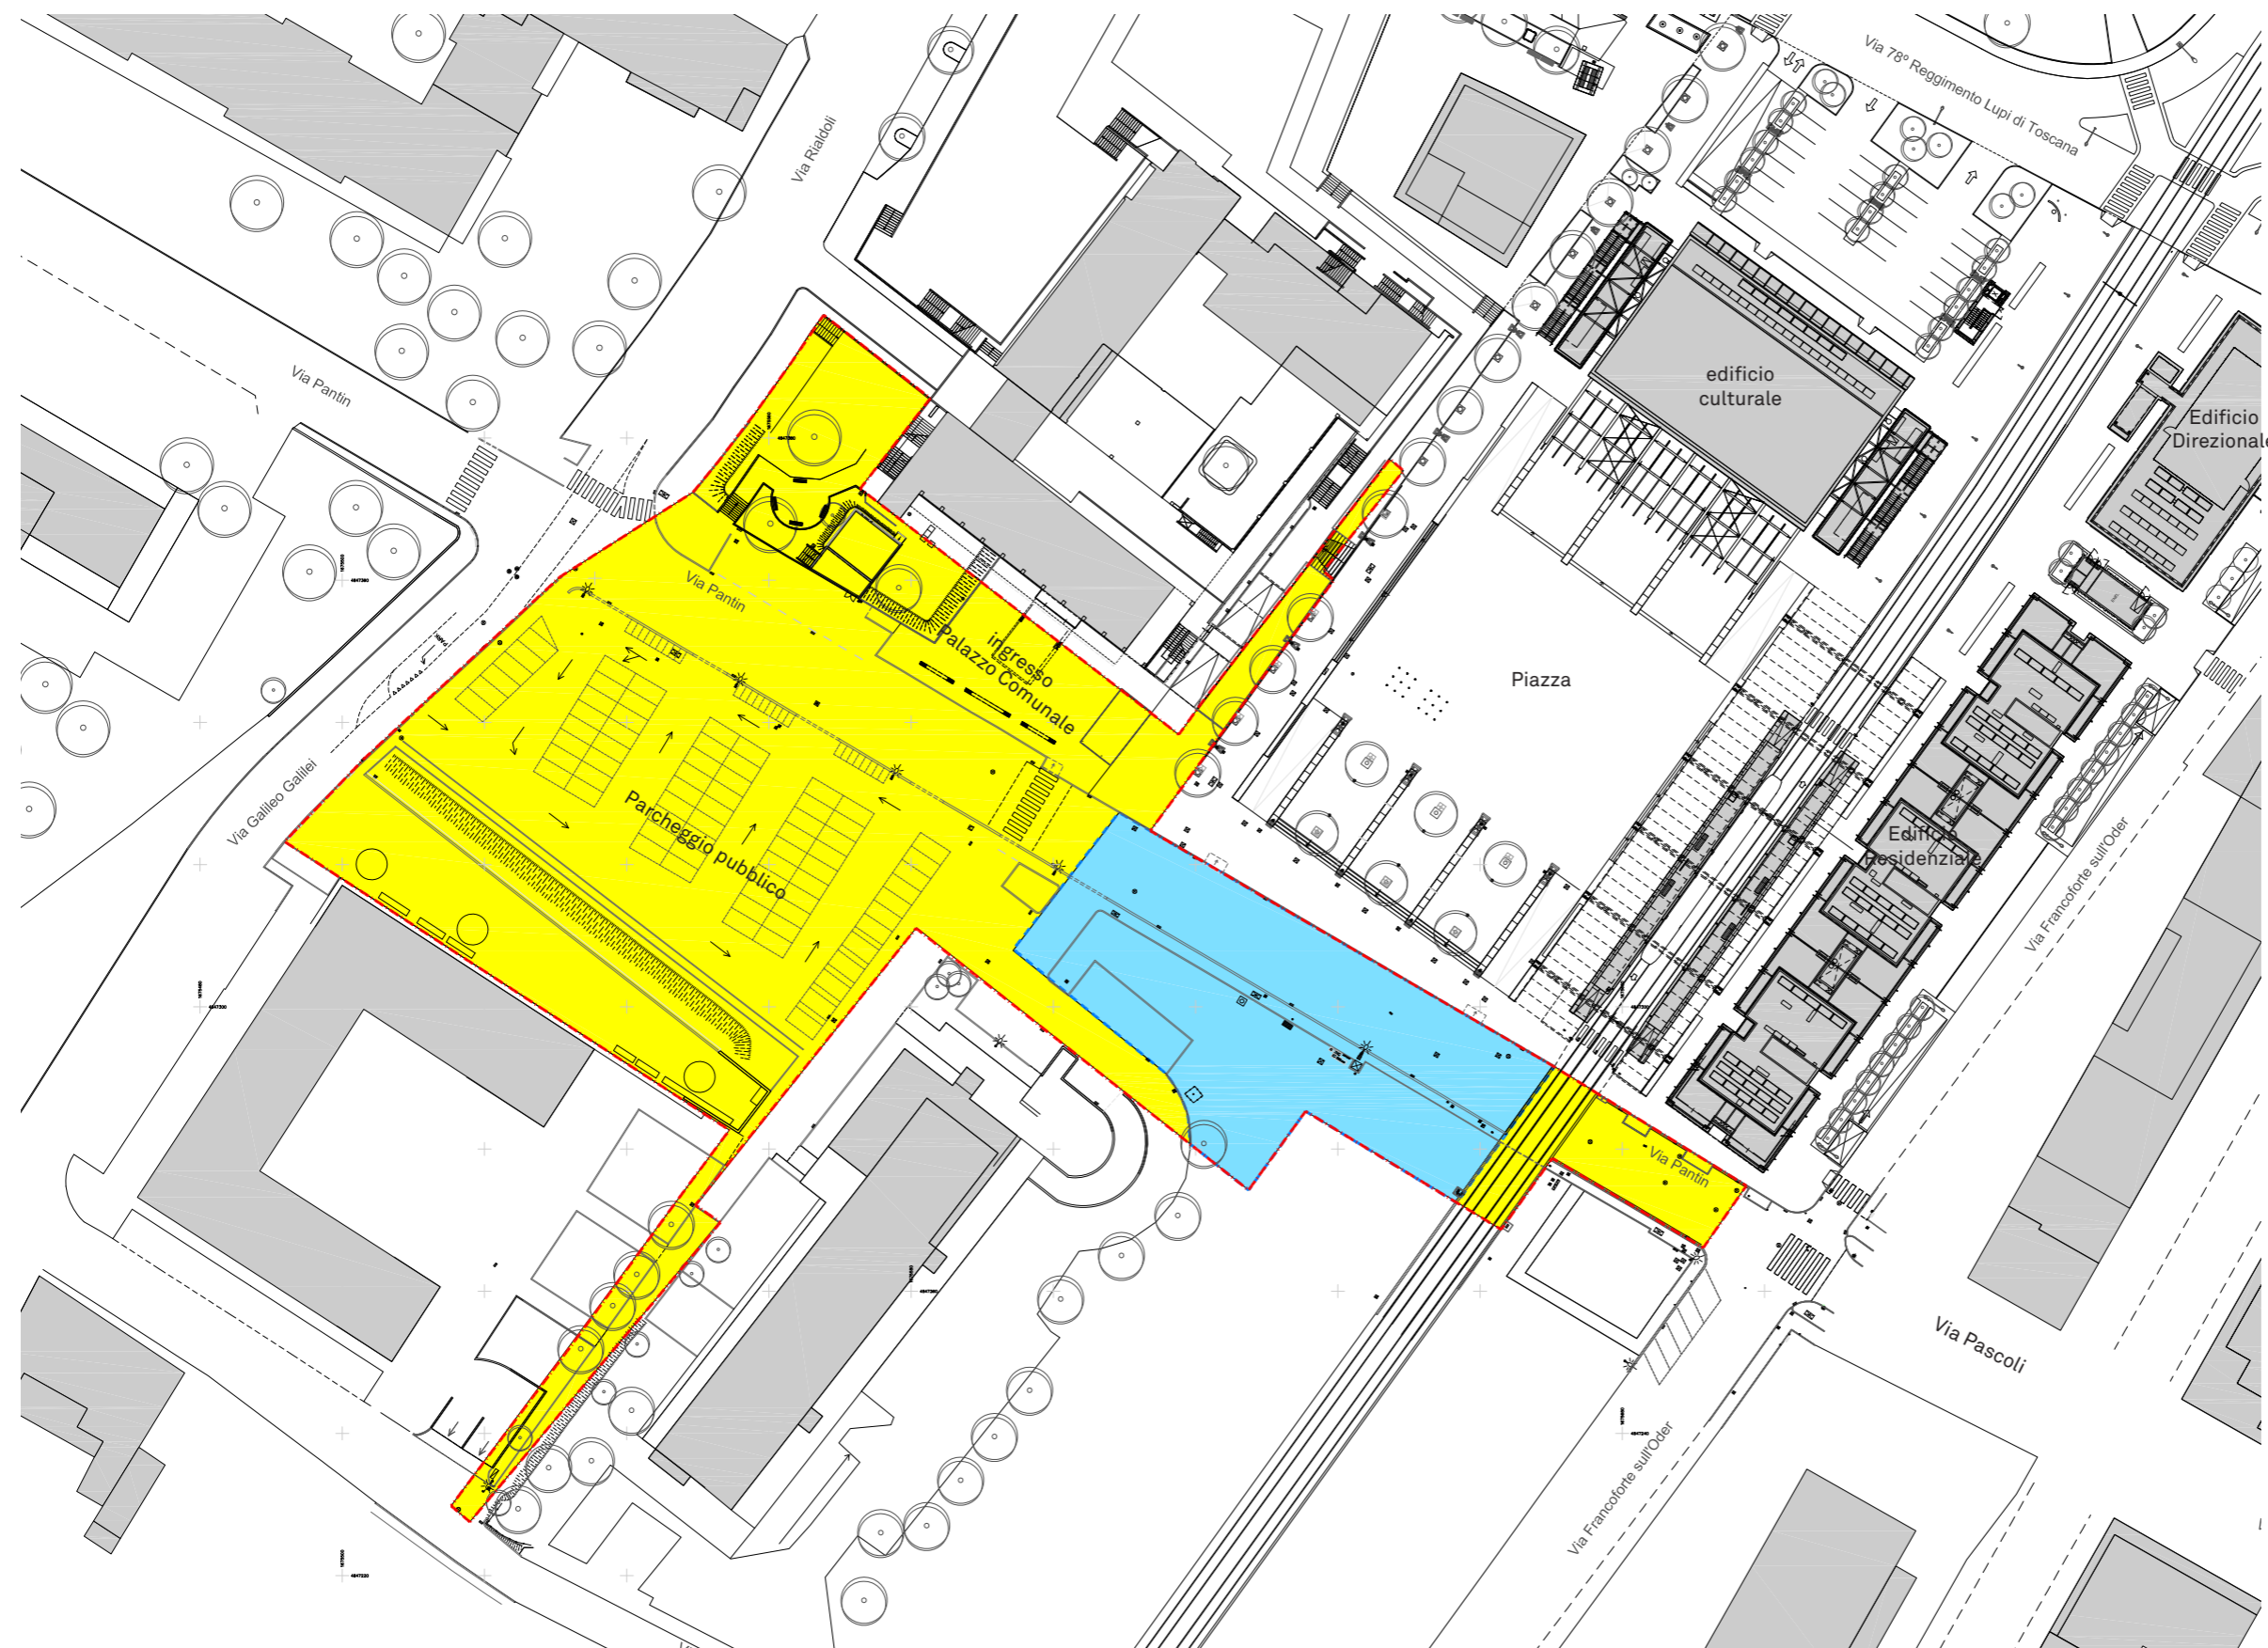 Via 78° Reggimento Lupi di Toscana
Via Rialdoli
Via Pantin
edificio
culturale
Edificio
Direzionale
Via Pantin
ingresso
Palazzo Comunale
Piazza
Via Galileo Galilei
Parcheggio pubblico
Edificio
Residenziale
Via Francoforte sull'Oder
Via Pantin
Via Pascoli
Via Francoforte sull'Oder